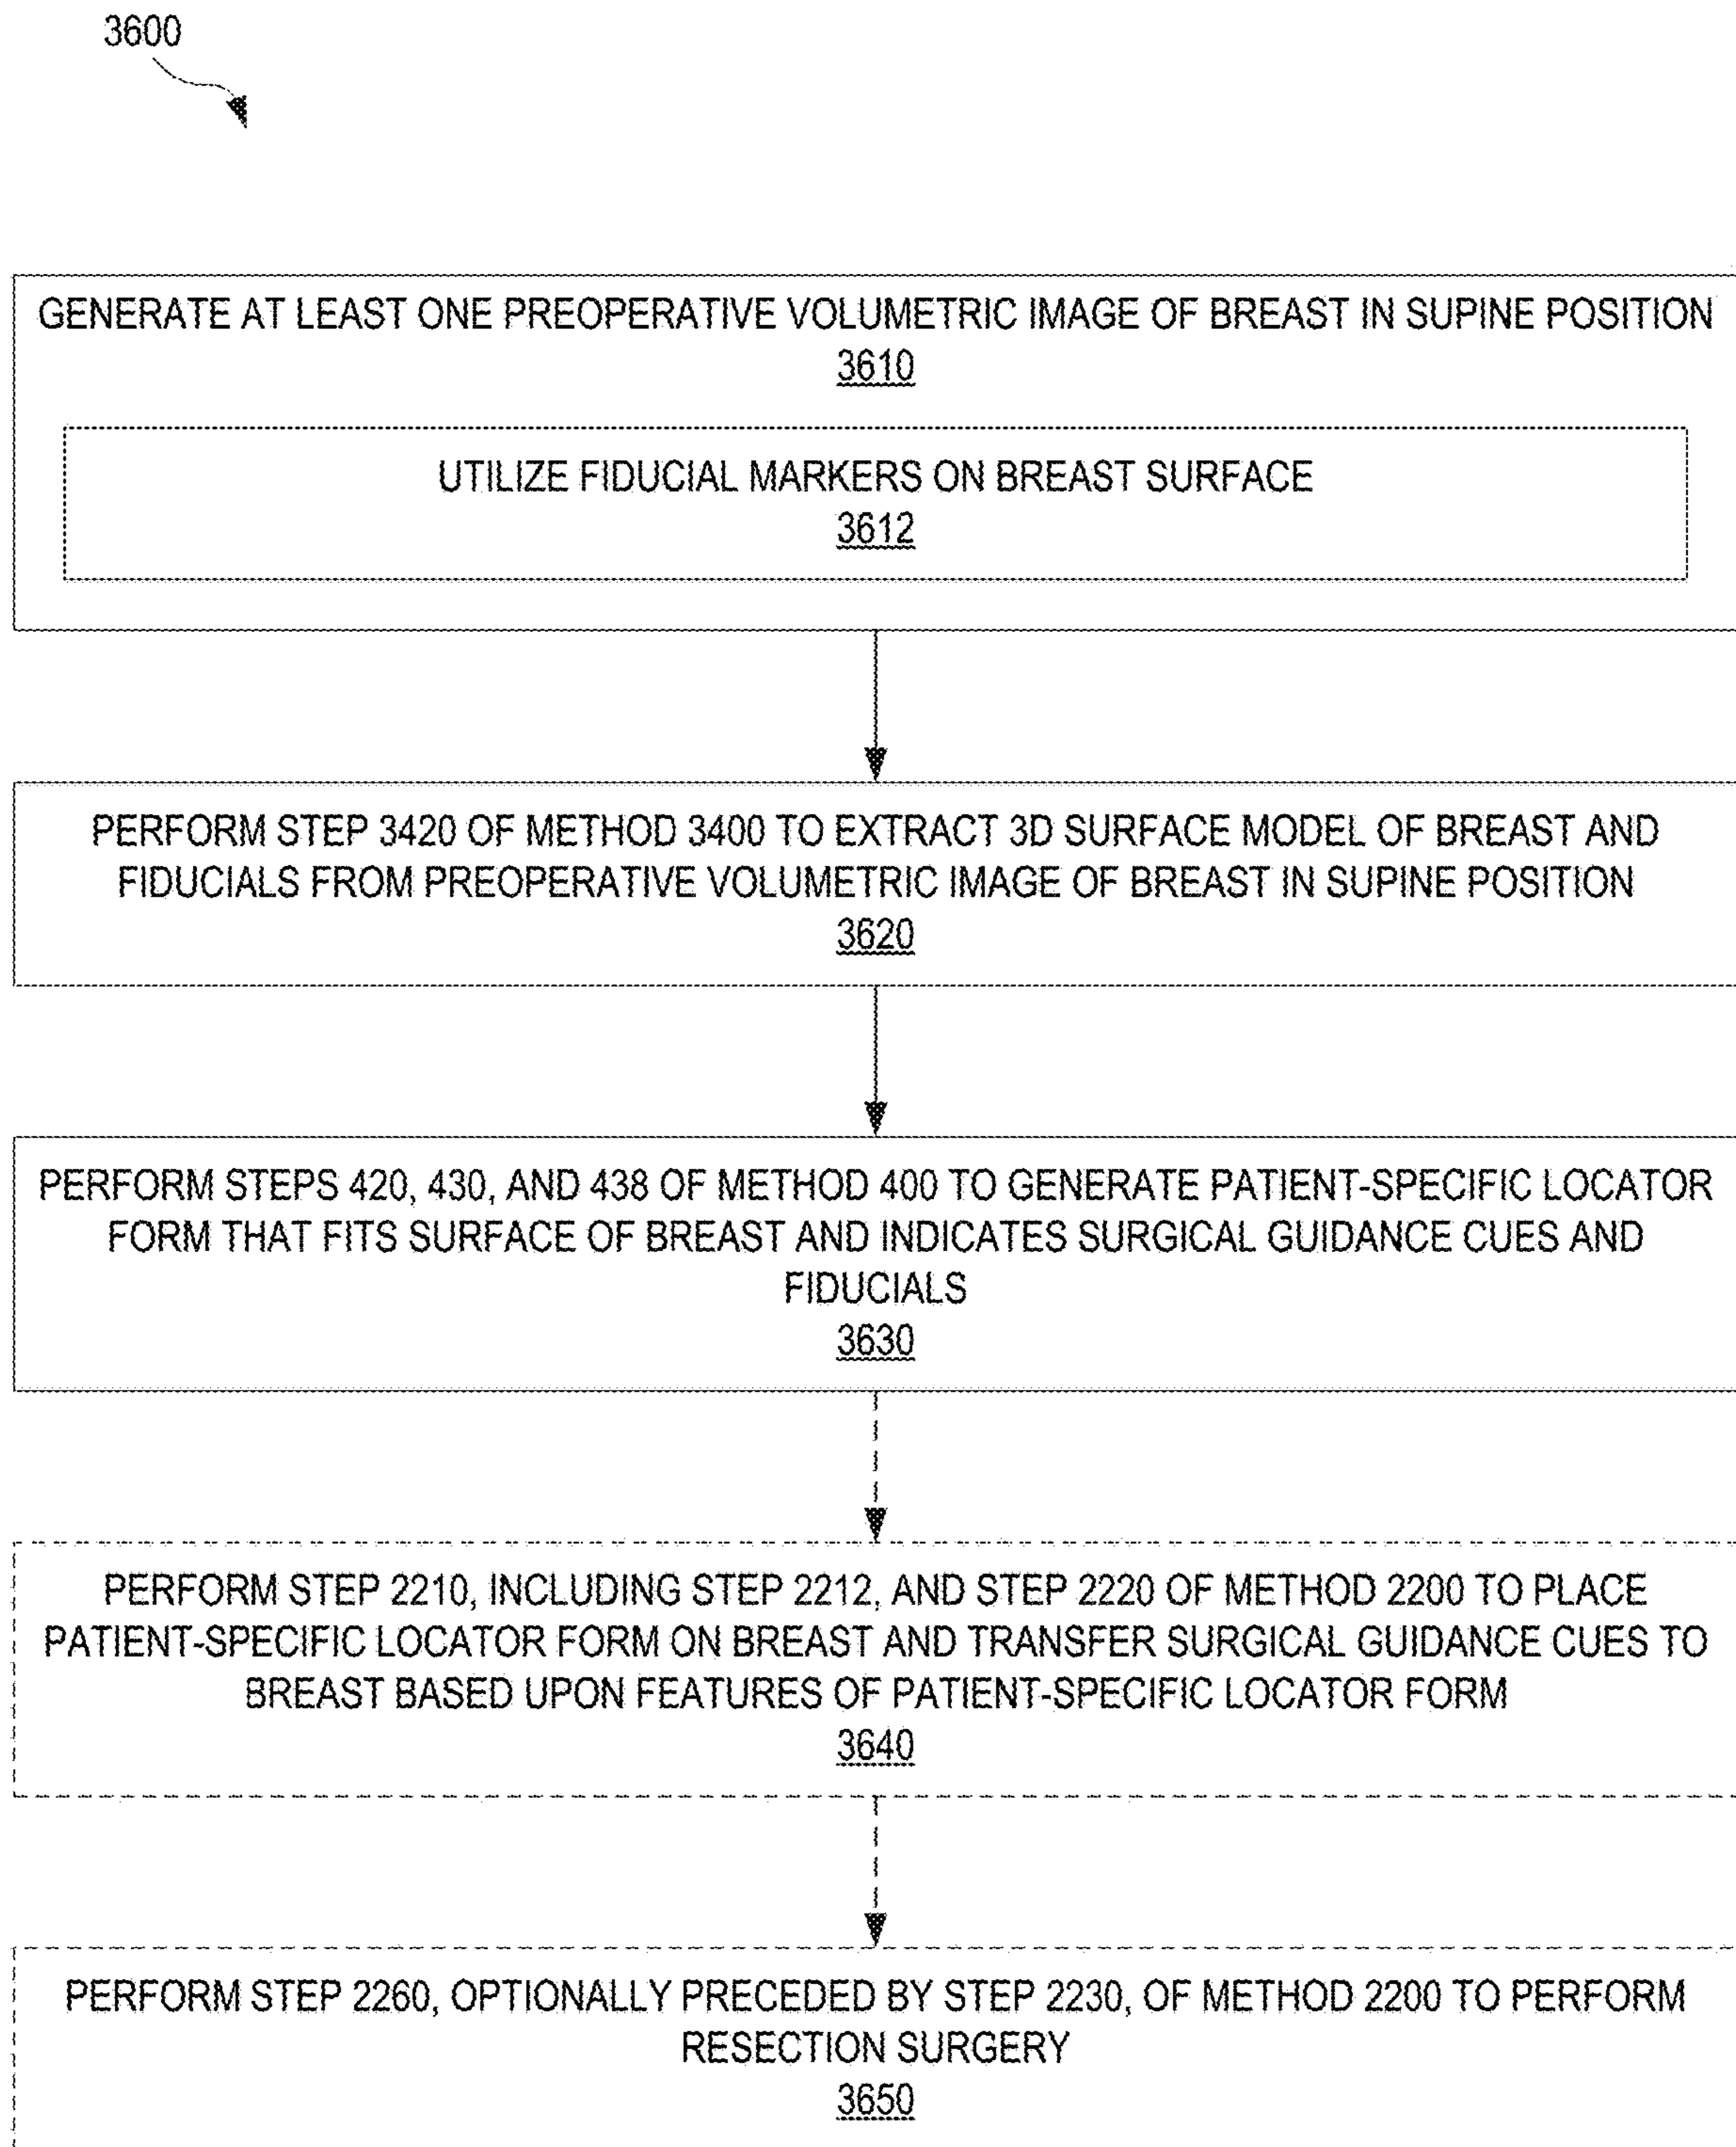 3600
GENERATE AT LEAST ONE PREOPERATIVE VOLUMETRIC IMAGE OF BREAST IN SUPINE POSITION
3610
UTILIZE FIDUCIAL MARKERS ON BREAST SURFACE
3612
PERFORM STEP 3420 OF METHOD 3400 TO EXTRACT 3D SURFACE MODEL OF BREAST AND
FIDUCIALS FROM PREOPERATIVE VOLUMETRIC IMAGE OF BREAST IN SUPINE POSITION
3620
PERFORM STEPS 420, 430, AND 438 OF METHOD 400 TO GENERATE PATIENT-SPECIFIC LOCATOR
FORM THAT FITS SURFACE OF BREAST AND INDICATES SURGICAL GUIDANCE CUES AND
FIDUCIALS
3630
PERFORM STEP 2210, INCLUDING STEP 2212, AND STEP 2220 OF METHOD 2200 TO PLACE
PATIENT-SPECIFIC LOCATOR FORM ON BREAST AND TRANSFER SURGICAL GUIDANCE CUES TO
BREAST BASED UPON FEATURES OF PATIENT-SPECIFIC LOCATOR FORM
3640
PERFORM STEP 2260, OPTIONALLY PRECEDED BY STEP 2230, OF METHOD 2200 TO PERFORM
RESECTION SURGERY
3650